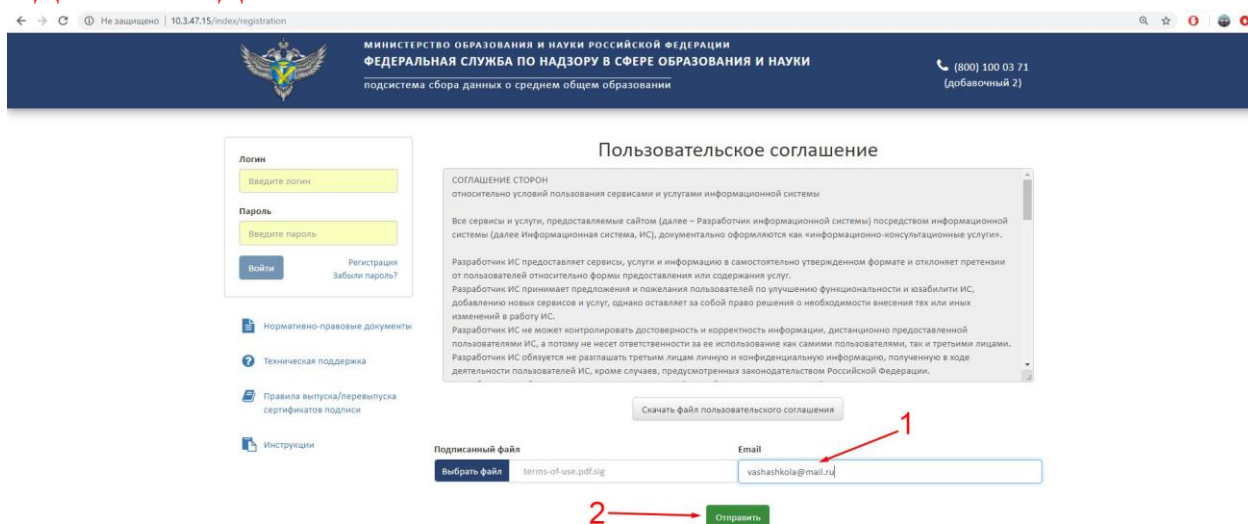 Не защищено | 10.3.47.15/index/registration
МИНИСТЕРСТВО ОБРАЗОВАНИЯ И НАУКИ РОССИЙСКОЙ ФЕДЕРАЦИИ
ФЕДЕРАЛЬНАЯ СЛУЖБА ПО НАДЗОРУ В СФЕРЕ ОБРАЗОВАНИЯ И НАУКИ
подсистема сбора данных о среднем общем образовании
(800) 100 03 71
(добавочный 2)
Логин
Введите логин
Пароль
Введите пароль
Войти
Регистрация
Забыли пароль?
Нормативно-правовые документы
Техническая поддержка
Правила выпуска/перевыпуска
сертификатов подписи
Инструкции
Пользовательское соглашение
СОГЛАШЕНИЕ СТОРОН
относительно условий пользования сервисами и услугами информационной системы
Все сервисы и услуги, предоставляемые сайтом (далее – Разработчик информационной системы) посредством информационной
системы (далее Информационная система, ИС), документально оформляются как «информационно-консультационные услуги».
Разработчик ИС предоставляет сервисы, услуги и информацию в самостоятельно утвержденном формате и отклоняет претензии
от пользователей относительно формы предоставления или содержания услуг.
Разработчик ИС принимает предложения и пожелания пользователей по улучшению функциональности и юзабилити ИС,
добавлению новых сервисов и услуг, однако оставляет за собой право решения о необходимости внесения тех или иных
изменений в работу ИС.
Разработчик ИС не может контролировать достоверность и корректность информации, дистанционно предоставленной
пользователями ИС, а потому не несет ответственности за ее использование как самими пользователями, так и третьими лицами.
Разработчик ИС обязуется не разглашать третьим лицам личную и конфиденциальную информацию, полученную в ходе
деятельности пользователей ИС, кроме случаев, предусмотренных законодательством Российской Федерации.
Скачать файл пользовательского соглашения
1
Подписанный файл
Email
Выбрать файл
terms-of-use.pdf.sig
vashashkola@mail.ru
2
Отправить